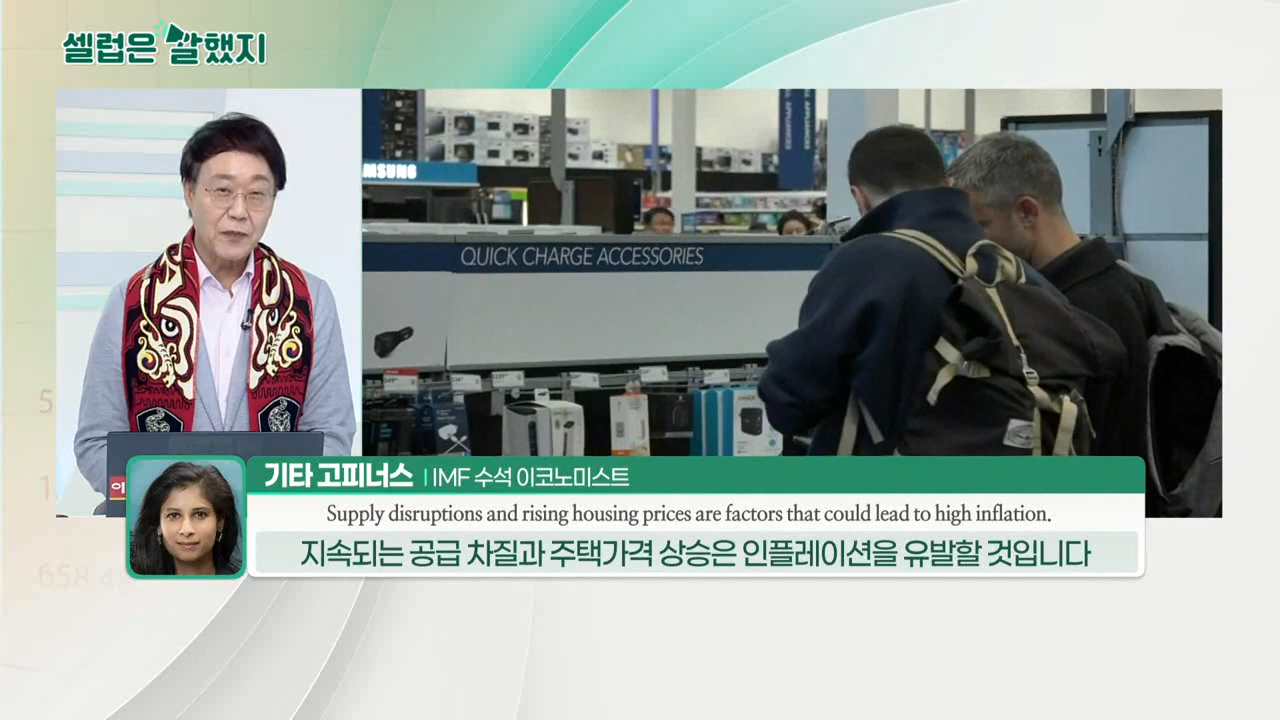 셀럽은 말했지
SMSUNG
QUICK CHARGE ACCESSORIES
APPLIANCES
기타 고피너스 | IMF 수석 이코노미스트
Supply disruptions and rising housing prices are factors that could lead to high inflation.
지속되는 공급 차질과 주택가격 상승은 인플레이션을 유발할 것입니다